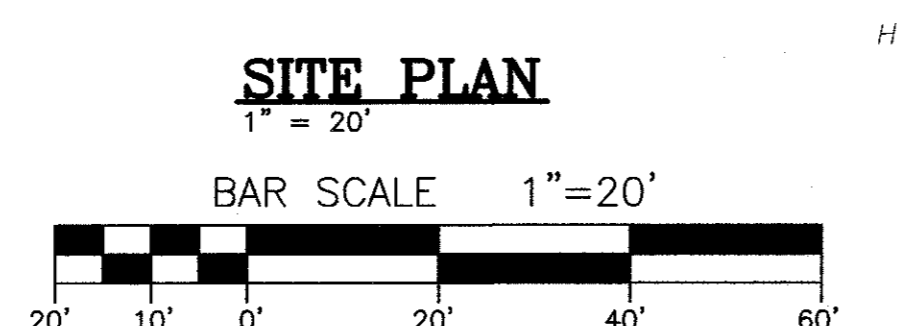 H
SITE PLAN
1" = 20'
BAR SCALE 1"=20'
20' 10' 0' 20' 40' 60'